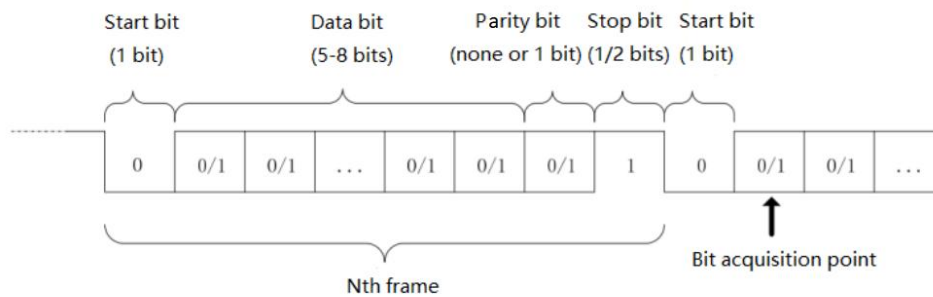 Start bit Data bit Parity bit Stop bit Start bit
(1 bit) (5-8 bits) (none or 1 bit) (1/2 bits) (1 bit)
0 0/1 0/1 ... 0/1 0/1 0/1 1 0 0/1 0/1 ...
Bit acquisition point
Nth frame